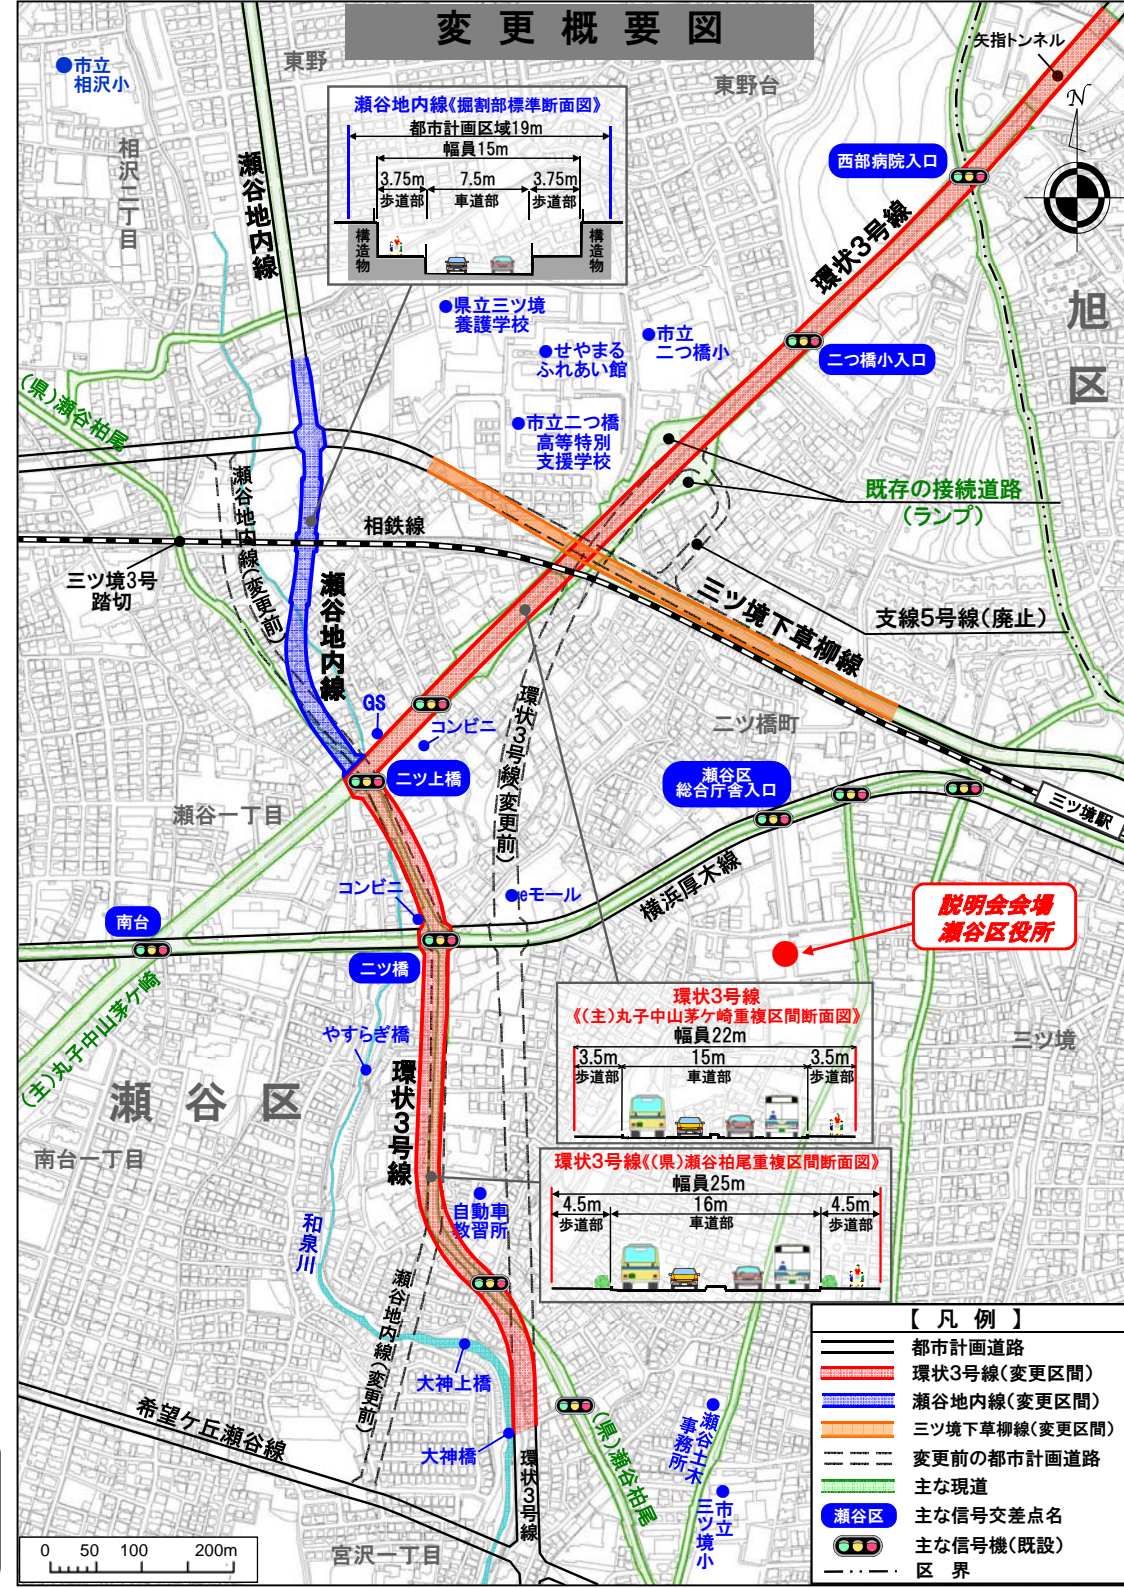 変更概要図
矢指トンネル
N
東野
東野台
市立
相沢小
相沢二丁目
瀬谷地内線
瀬谷地内線《掘割部標準断面図》
都市計画区域19m
幅員15m
3.75m 7.5m 3.75m
歩道部 車道部 歩道部
構造物
構造物
西部病院入口
環状3号線
旭区
県立三ツ境
養護学校
せやまる
ふれあい館
市立
二つ橋小
二つ橋小入口
市立二つ橋
高等特別
支援学校
(県)瀬谷柏尾
瀬谷地内線(変更前)
既存の接続道路
(ランプ)
相鉄線
三ツ境3号
踏切
瀬谷地内線
三ツ境下草柳線
支線5号線(廃止)
GS
コンビニ
環状3号線(変更前)
二ツ橋町
二ツ上橋
瀬谷区
総合庁舎入口
三ツ境駅
瀬谷一丁目
コンビニ
eモール
横浜厚木線
南台
二ツ橋
説明会会場
瀬谷区役所
(主)丸子中山茅ケ崎
やすらぎ橋
瀬谷区
環状3号線
三ツ境
環状3号線
《(主)丸子中山茅ケ崎重複区間断面図》
幅員22m
3.5m 15m 3.5m
歩道部 車道部 歩道部
南台一丁目
環状3号線《(県)瀬谷柏尾重複区間断面図》
幅員25m
4.5m 16m 4.5m
歩道部 車道部 歩道部
自動車
教習所
和泉川
瀬谷地内線(変更前)
大神上橋
希望ケ丘瀬谷線
大神橋
環状3号線
(県)瀬谷柏尾
瀬谷土木
事務所
市立
三ツ境小
宮沢一丁目
0 50 100 200m
【凡例】
都市計画道路
環状3号線(変更区間)
瀬谷地内線(変更区間)
三ツ境下草柳線(変更区間)
変更前の都市計画道路
主な現道
瀬谷区 主な信号交差点名
主な信号機(既設)
区界